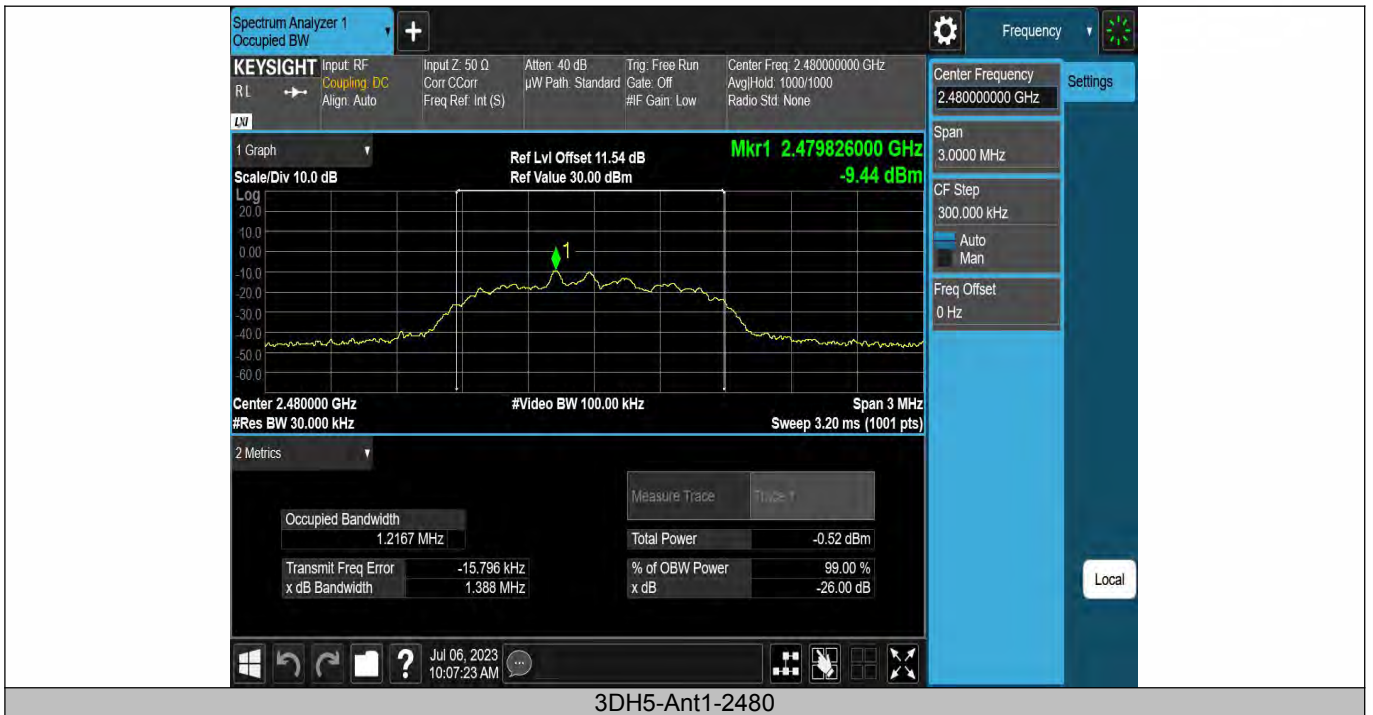 Spectrum Analyzer 1
Occupied BW
Frequency
KEYSIGHT
R L
LXI
Input: RF
Coupling: DC
Align: Auto
Input Z: 50 Ω
Corr CCorr
Freq Ref: Int (S)
Atten: 40 dB
µW Path: Standard
Trig: Free Run
Gate: Off
#IF Gain: Low
Center Freq: 2.480000000 GHz
Avg|Hold: 1000/1000
Radio Std: None
Center Frequency
2.480000000 GHz
Settings
Span
3.0000 MHz
CF Step
300.000 kHz
Auto
Man
Freq Offset
0 Hz
Local
1 Graph
Scale/Div 10.0 dB
Ref Lvl Offset 11.54 dB
Ref Value 30.00 dBm
Mkr1 2.479826000 GHz
-9.44 dBm
Log
20.0
10.0
0.00
-10.0
-20.0
-30.0
-40.0
-50.0
-60.0
1
Center 2.480000 GHz
#Res BW 30.000 kHz
#Video BW 100.00 kHz
Span 3 MHz
Sweep 3.20 ms (1001 pts)
2 Metrics
Measure Trace
Trace 1
Occupied Bandwidth
1.2167 MHz
Total Power
-0.52 dBm
Transmit Freq Error
-15.796 kHz
% of OBW Power
99.00 %
x dB Bandwidth
1.388 MHz
x dB
-26.00 dB
Jul 06, 2023
10:07:23 AM
3DH5-Ant1-2480